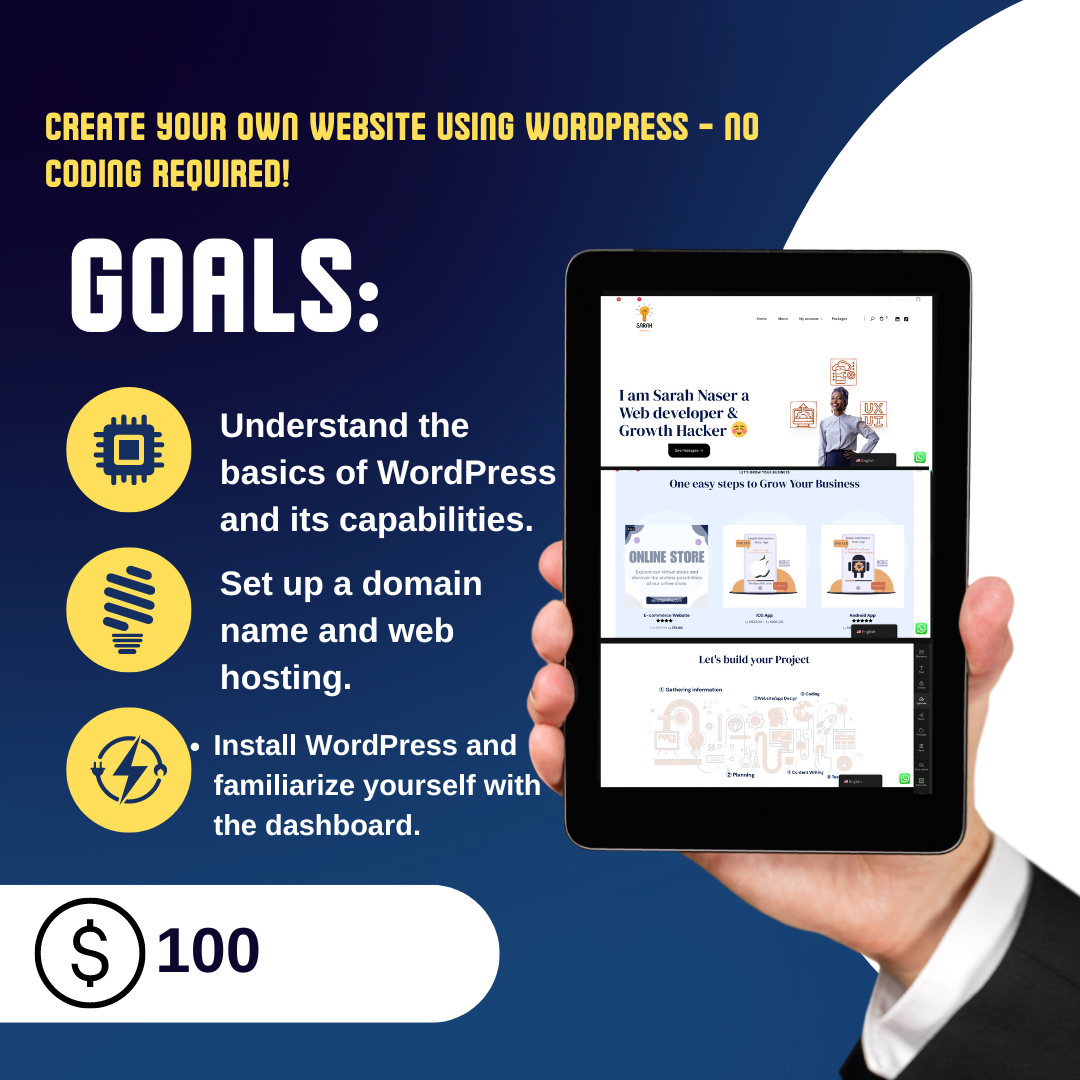 CREATE YOUR OWN WEBSITE USING WORDPRESS - NO
CODING REQUIRED!
GOALS:
Understand the
basics of WordPress
and its capabilities.
Set up a domain
name and web
hosting.
• Install WordPress and
familiarize yourself with
the dashboard.
$ 100
SARAH
Home About My account Packages
I am Sarah Naser a
Web developer &
Growth Hacker
See Packages →
UX
UI
English
LET'S GROW YOUR BUSINESS
One easy steps to Grow Your Business
ONLINE STORE
Explore our virtual aisles and
discover the endless possibilities
of our online store.
E-commerce Website
IOS App
Android App
English
Let's build your Project
① Gathering information
③Website/app Design
⑤ Coding
② Planning
④ Content Writing
English